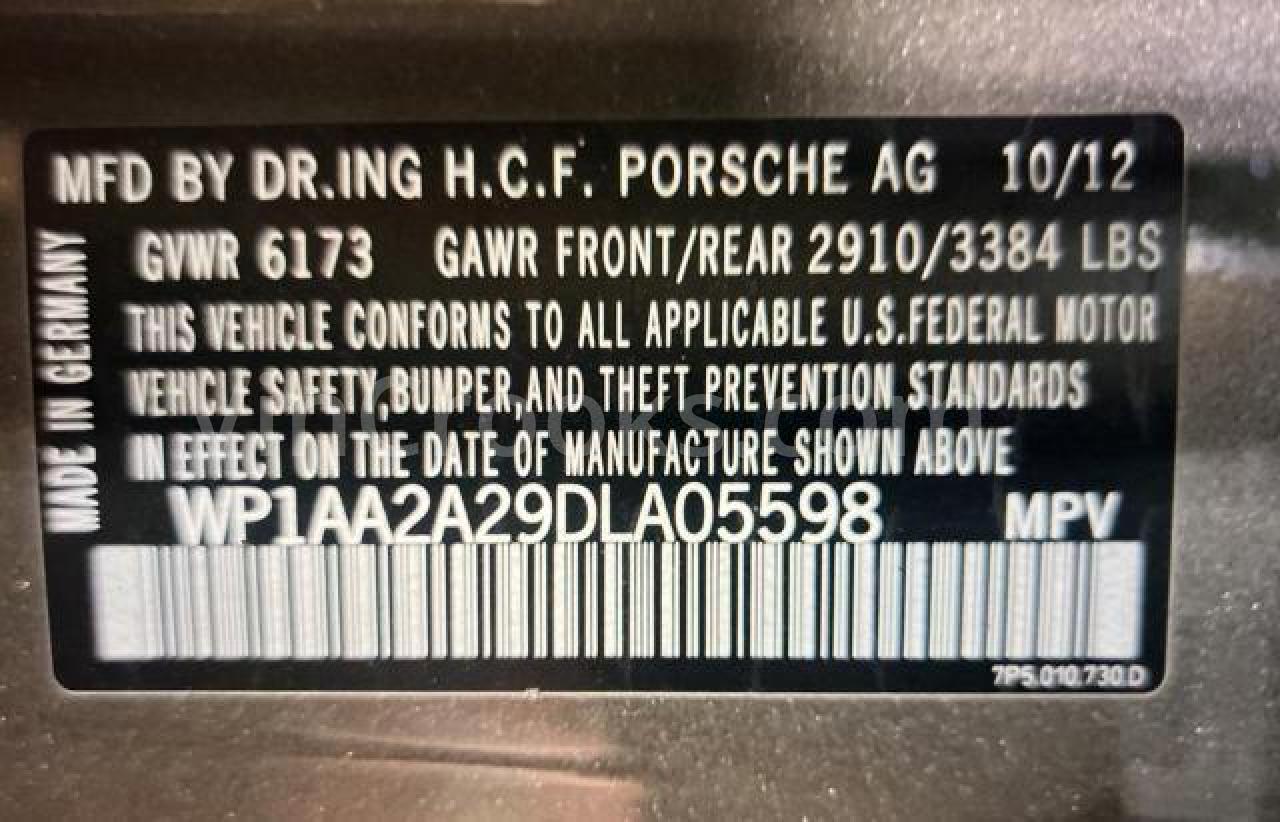 MFD BY DR.ING H.C.F. PORSCHE AG 10/12
GVWR 6173 GAWR FRONT/REAR 2910/3384 LBS
THIS VEHICLE CONFORMS TO ALL APPLICABLE U.S.FEDERAL MOTOR
VEHICLE SAFETY,BUMPER,AND THEFT PREVENTION STANDARDS
IN EFFECT ON THE DATE OF MANUFACTURE SHOWN ABOVE
WP1AA2A29DLA05598 MPV
7P5.010.730.D
MADE IN GERMANY
vincrooks.com